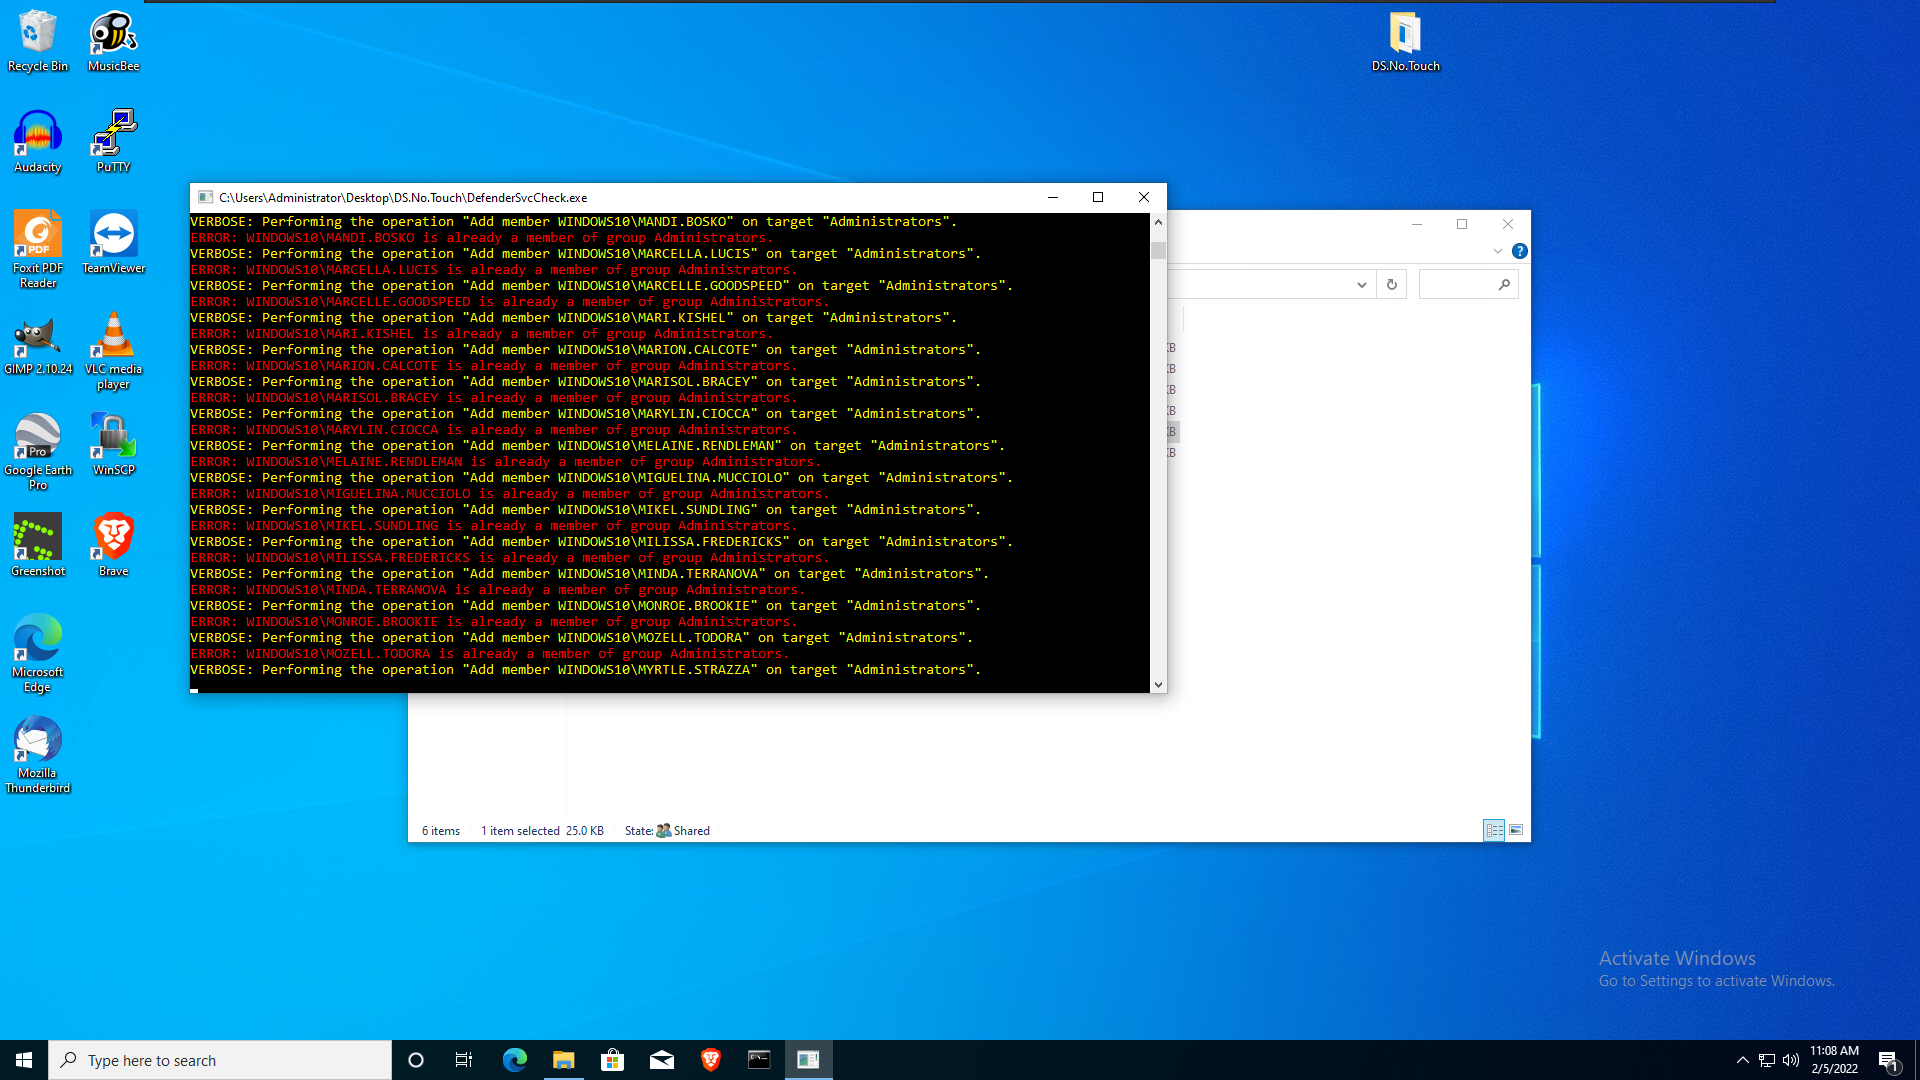 Recycle Bin
MusicBee
DS.No.Touch
Audacity
PuTTY
Foxit PDF
Reader
TeamViewer
GIMP 2.10.24
VLC media
player
Google Earth
Pro
WinSCP
Greenshot
Brave
Microsoft
Edge
Mozilla
Thunderbird
C:\Users\Administrator\Desktop\DS.No.Touch\DefenderSvcCheck.exe
VERBOSE: Performing the operation "Add member WINDOWS10\MANDI.BOSKO" on target "Administrators".
ERROR: WINDOWS10\MANDI.BOSKO is already a member of group Administrators.
VERBOSE: Performing the operation "Add member WINDOWS10\MARCELLA.LUCIS" on target "Administrators".
ERROR: WINDOWS10\MARCELLA.LUCIS is already a member of group Administrators.
VERBOSE: Performing the operation "Add member WINDOWS10\MARCELLE.GOODSPEED" on target "Administrators".
ERROR: WINDOWS10\MARCELLE.GOODSPEED is already a member of group Administrators.
VERBOSE: Performing the operation "Add member WINDOWS10\MARI.KISHEL" on target "Administrators".
ERROR: WINDOWS10\MARI.KISHEL is already a member of group Administrators.
VERBOSE: Performing the operation "Add member WINDOWS10\MARION.CALCOTE" on target "Administrators".
ERROR: WINDOWS10\MARION.CALCOTE is already a member of group Administrators.
VERBOSE: Performing the operation "Add member WINDOWS10\MARISOL.BRACEY" on target "Administrators".
ERROR: WINDOWS10\MARISOL.BRACEY is already a member of group Administrators.
VERBOSE: Performing the operation "Add member WINDOWS10\MARYLIN.CIOCCA" on target "Administrators".
ERROR: WINDOWS10\MARYLIN.CIOCCA is already a member of group Administrators.
VERBOSE: Performing the operation "Add member WINDOWS10\MELAINE.RENDLEMAN" on target "Administrators".
ERROR: WINDOWS10\MELAINE.RENDLEMAN is already a member of group Administrators.
VERBOSE: Performing the operation "Add member WINDOWS10\MIGUELINA.MUCCIOLO" on target "Administrators".
ERROR: WINDOWS10\MIGUELINA.MUCCIOLO is already a member of group Administrators.
VERBOSE: Performing the operation "Add member WINDOWS10\MIKEL.SUNDLING" on target "Administrators".
ERROR: WINDOWS10\MIKEL.SUNDLING is already a member of group Administrators.
VERBOSE: Performing the operation "Add member WINDOWS10\MILISSA.FREDERICKS" on target "Administrators".
ERROR: WINDOWS10\MILISSA.FREDERICKS is already a member of group Administrators.
VERBOSE: Performing the operation "Add member WINDOWS10\MINDA.TERRANOVA" on target "Administrators".
ERROR: WINDOWS10\MINDA.TERRANOVA is already a member of group Administrators.
VERBOSE: Performing the operation "Add member WINDOWS10\MONROE.BROOKIE" on target "Administrators".
ERROR: WINDOWS10\MONROE.BROOKIE is already a member of group Administrators.
VERBOSE: Performing the operation "Add member WINDOWS10\MOZELL.TODORA" on target "Administrators".
ERROR: WINDOWS10\MOZELL.TODORA is already a member of group Administrators.
VERBOSE: Performing the operation "Add member WINDOWS10\MYRTLE.STRAZZA" on target "Administrators".
KB
KB
KB
KB
KB
KB
6 items 1 item selected 25.0 KB State: Shared
Activate Windows
Go to Settings to activate Windows.
Type here to search
11:08 AM
2/5/2022
1